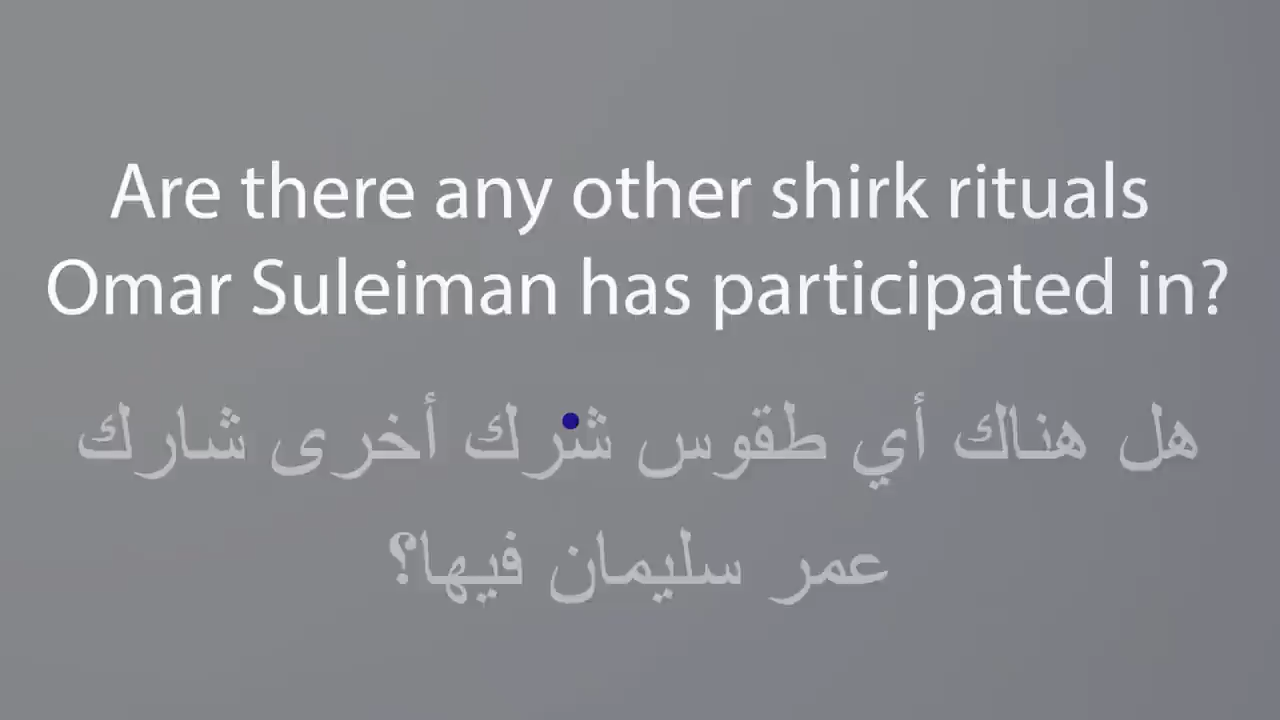 Are there any other shirk rituals
Omar Suleiman has participated in?
هل هناك أي طقوس شرك أخرى شارك
عمر سليمان فيها؟